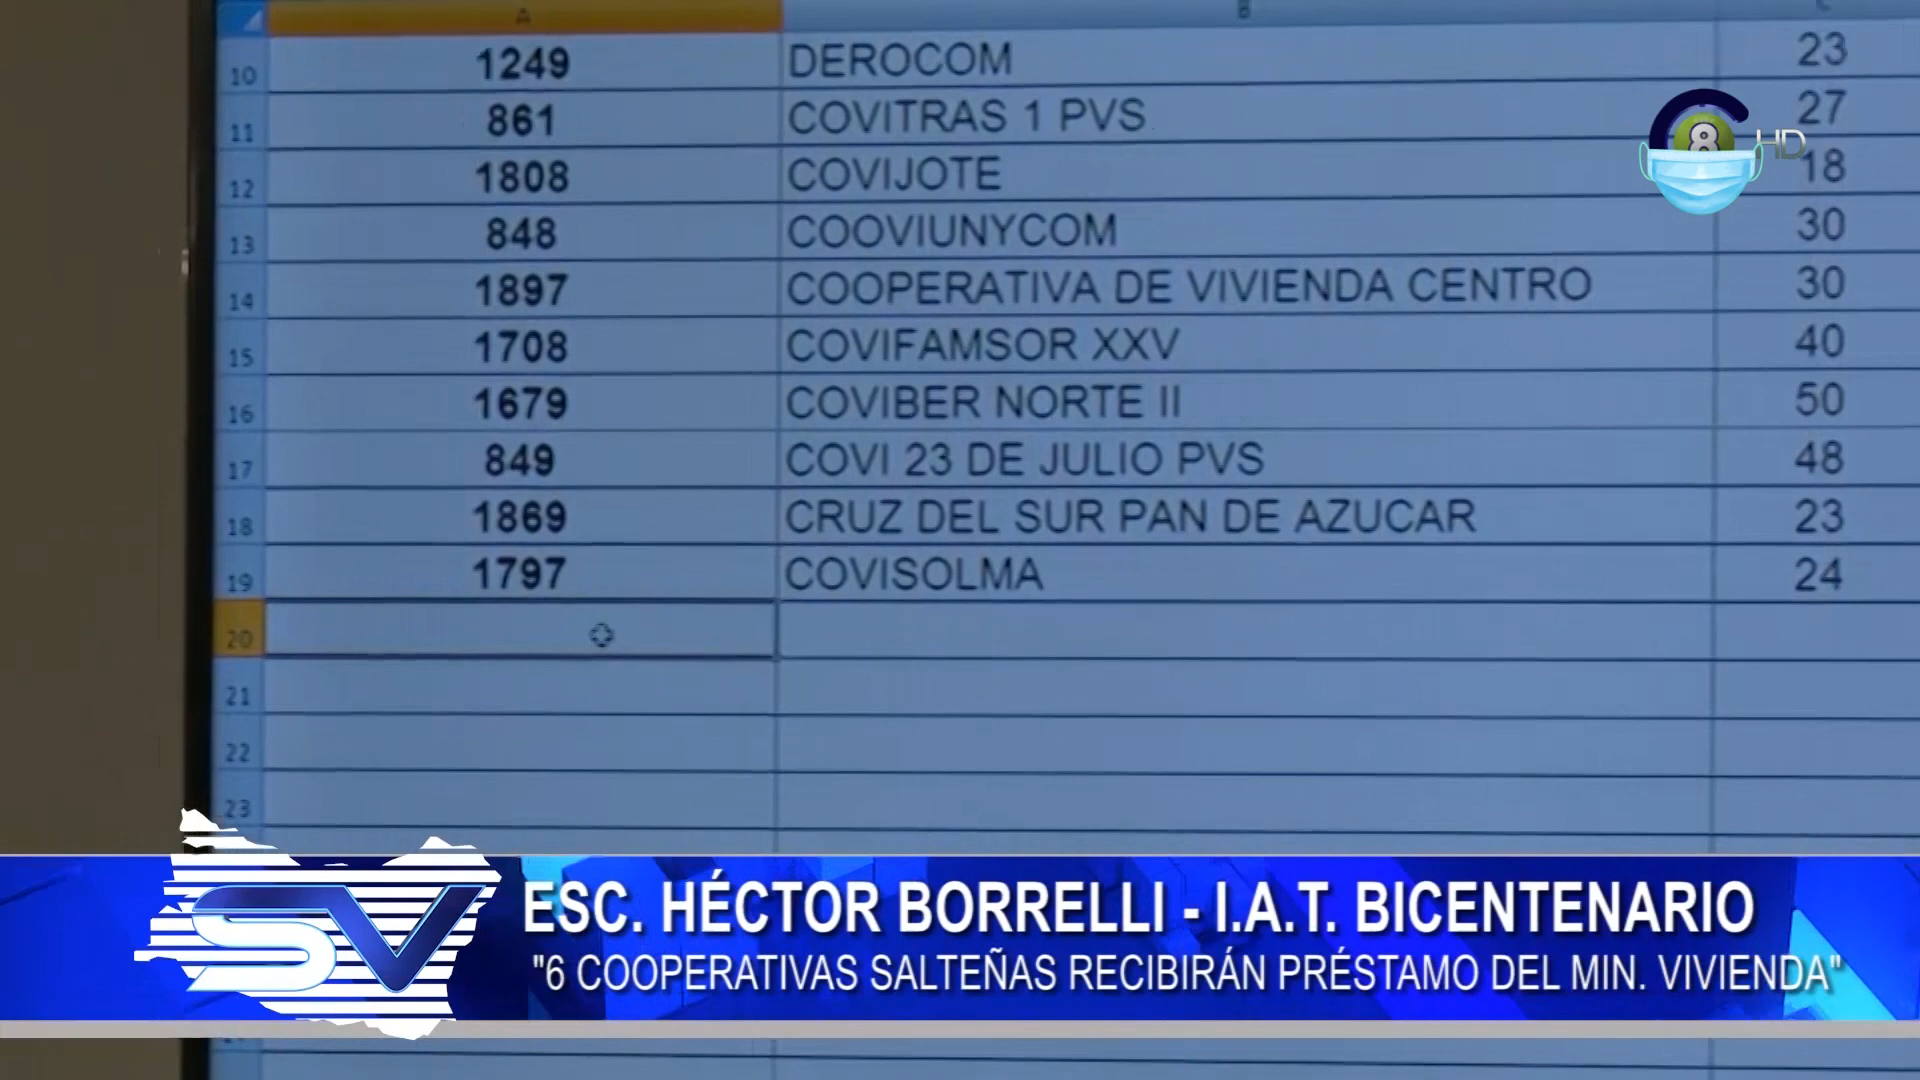 A B C
10 1249 DEROCOM 23
11 861 COVITRAS 1 PVS 27
12 1808 COVIJOTE 18
13 848 COOVIUNYCOM 30
14 1897 COOPERATIVA DE VIVIENDA CENTRO 30
15 1708 COVIFAMSOR XXV 40
16 1679 COVIBER NORTE II 50
17 849 COVI 23 DE JULIO PVS 48
18 1869 CRUZ DEL SUR PAN DE AZUCAR 23
19 1797 COVISOLMA 24
20
21
22
23
8 HD
SV
ESC. HÉCTOR BORRELLI - I.A.T. BICENTENARIO
"6 COOPERATIVAS SALTEÑAS RECIBIRÁN PRÉSTAMO DEL MIN. VIVIENDA"